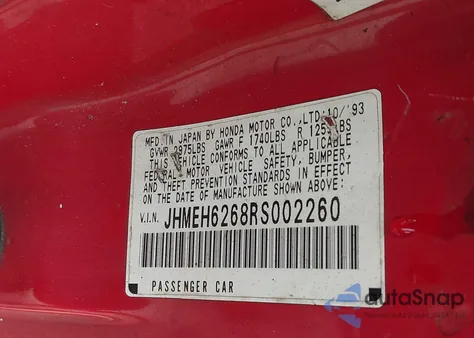 MFD. IN JAPAN BY HONDA MOTOR CO.,LTD. 10/'93
GVWR 2975LBS GAWR F 1740LBS R 1255LBS
THIS VEHICLE CONFORMS TO ALL APPLICABLE
FEDERAL MOTOR VEHICLE SAFETY, BUMPER,
AND THEFT PREVENTION STANDARDS IN EFFECT
ON THE DATE OF MANUFACTURE SHOWN ABOVE:
V.I.N. JHMEH6268RS002260
PASSENGER CAR
autoSnap